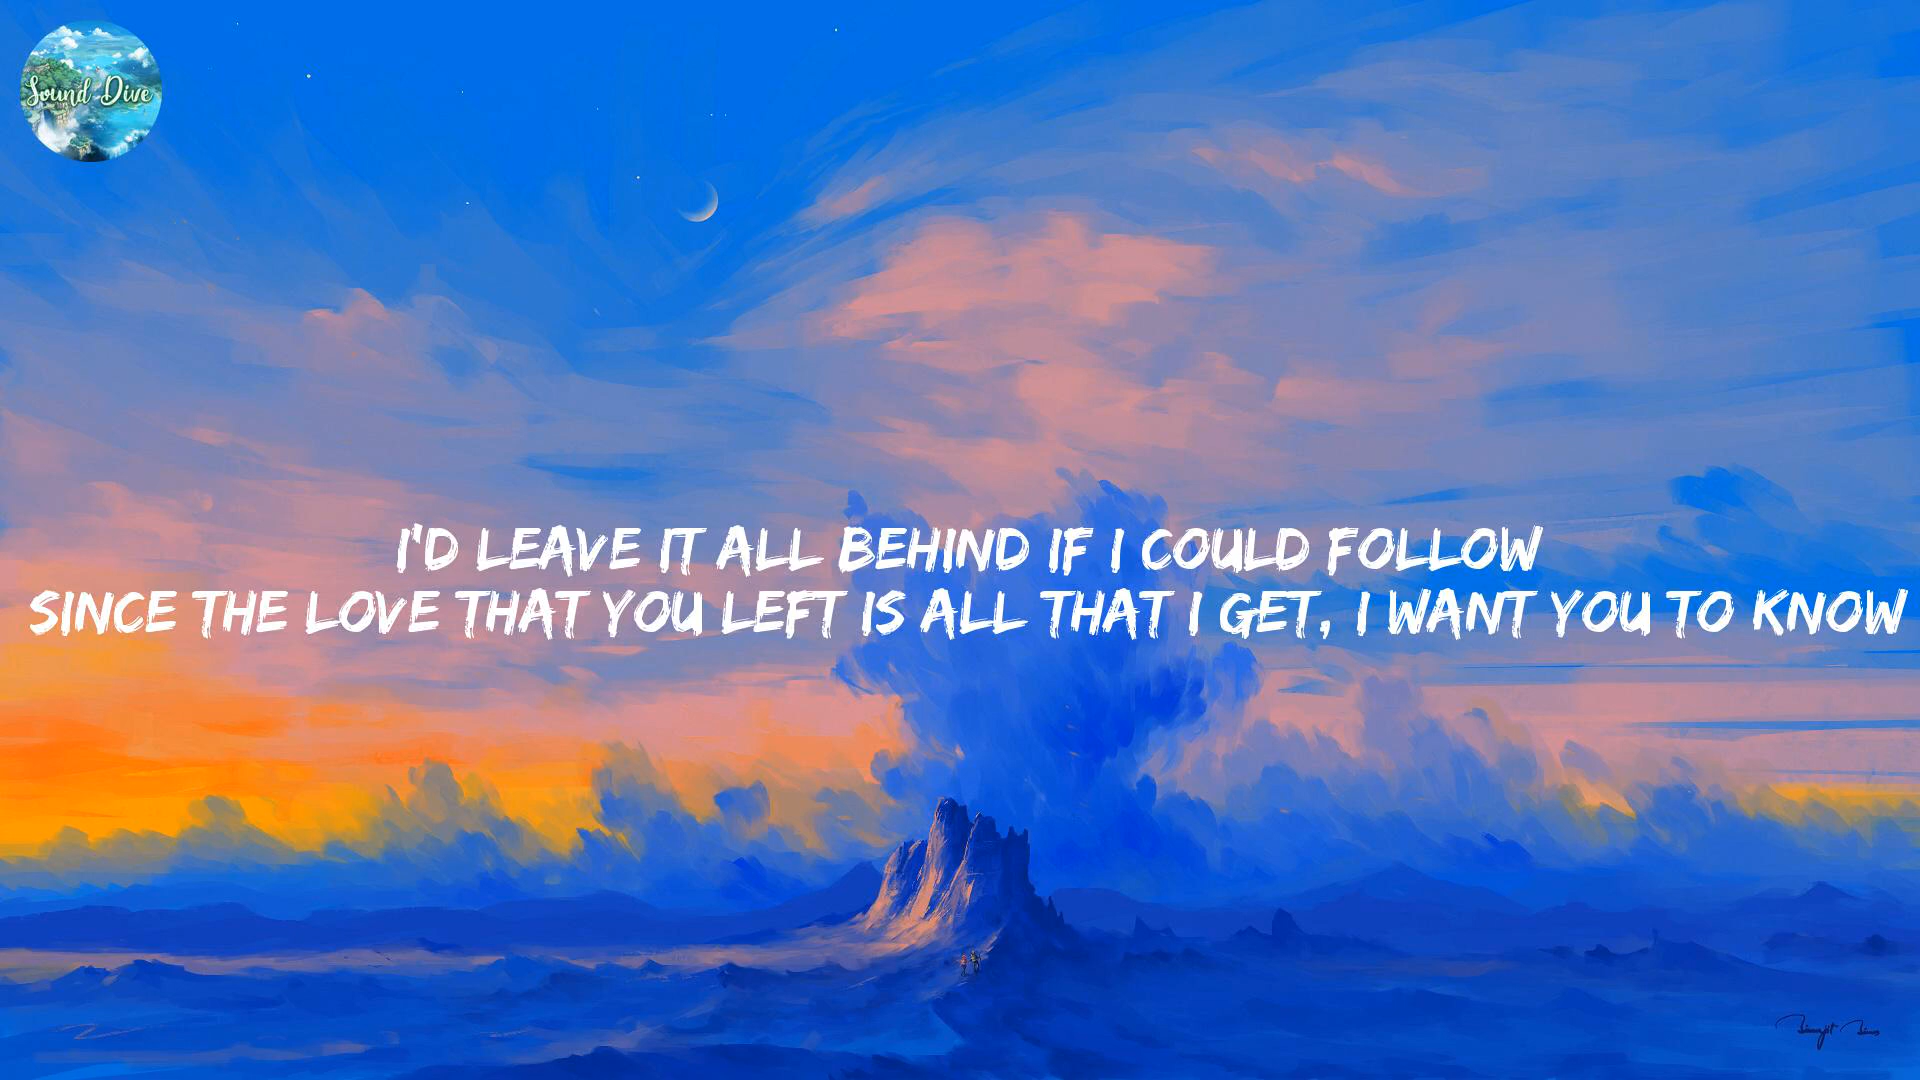 Sound Dive
I'D LEAVE IT ALL BEHIND IF I COULD FOLLOW
SINCE THE LOVE THAT YOU LEFT IS ALL THAT I GET, I WANT YOU TO KNOW